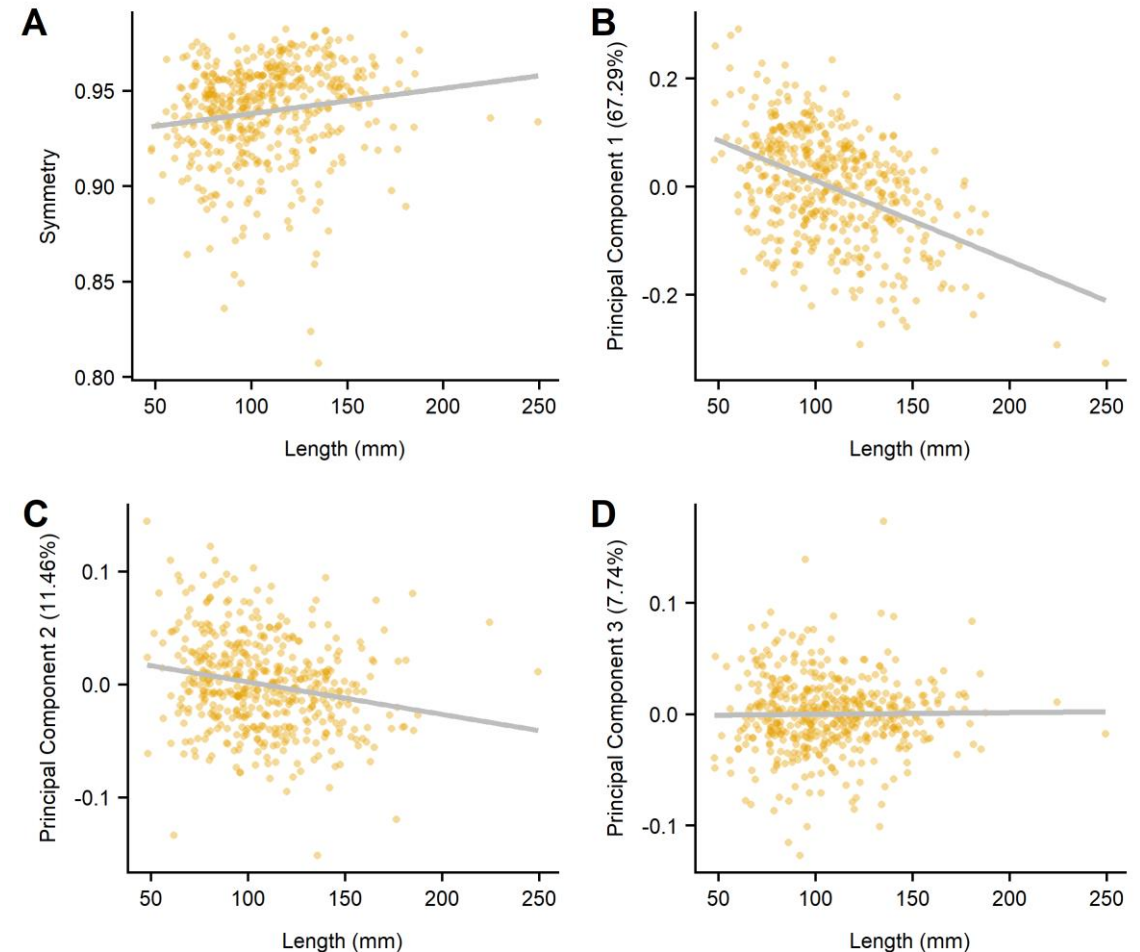 A
Symmetry
0.95
0.90
0.85
0.80
50 100 150 200 250
Length (mm)
B
Principal Component 1 (67.29%)
0.2
0.0
-0.2
50 100 150 200 250
Length (mm)
C
Principal Component 2 (11.46%)
0.1
0.0
-0.1
50 100 150 200 250
Length (mm)
D
Principal Component 3 (7.74%)
0.1
0.0
-0.1
50 100 150 200 250
Length (mm)